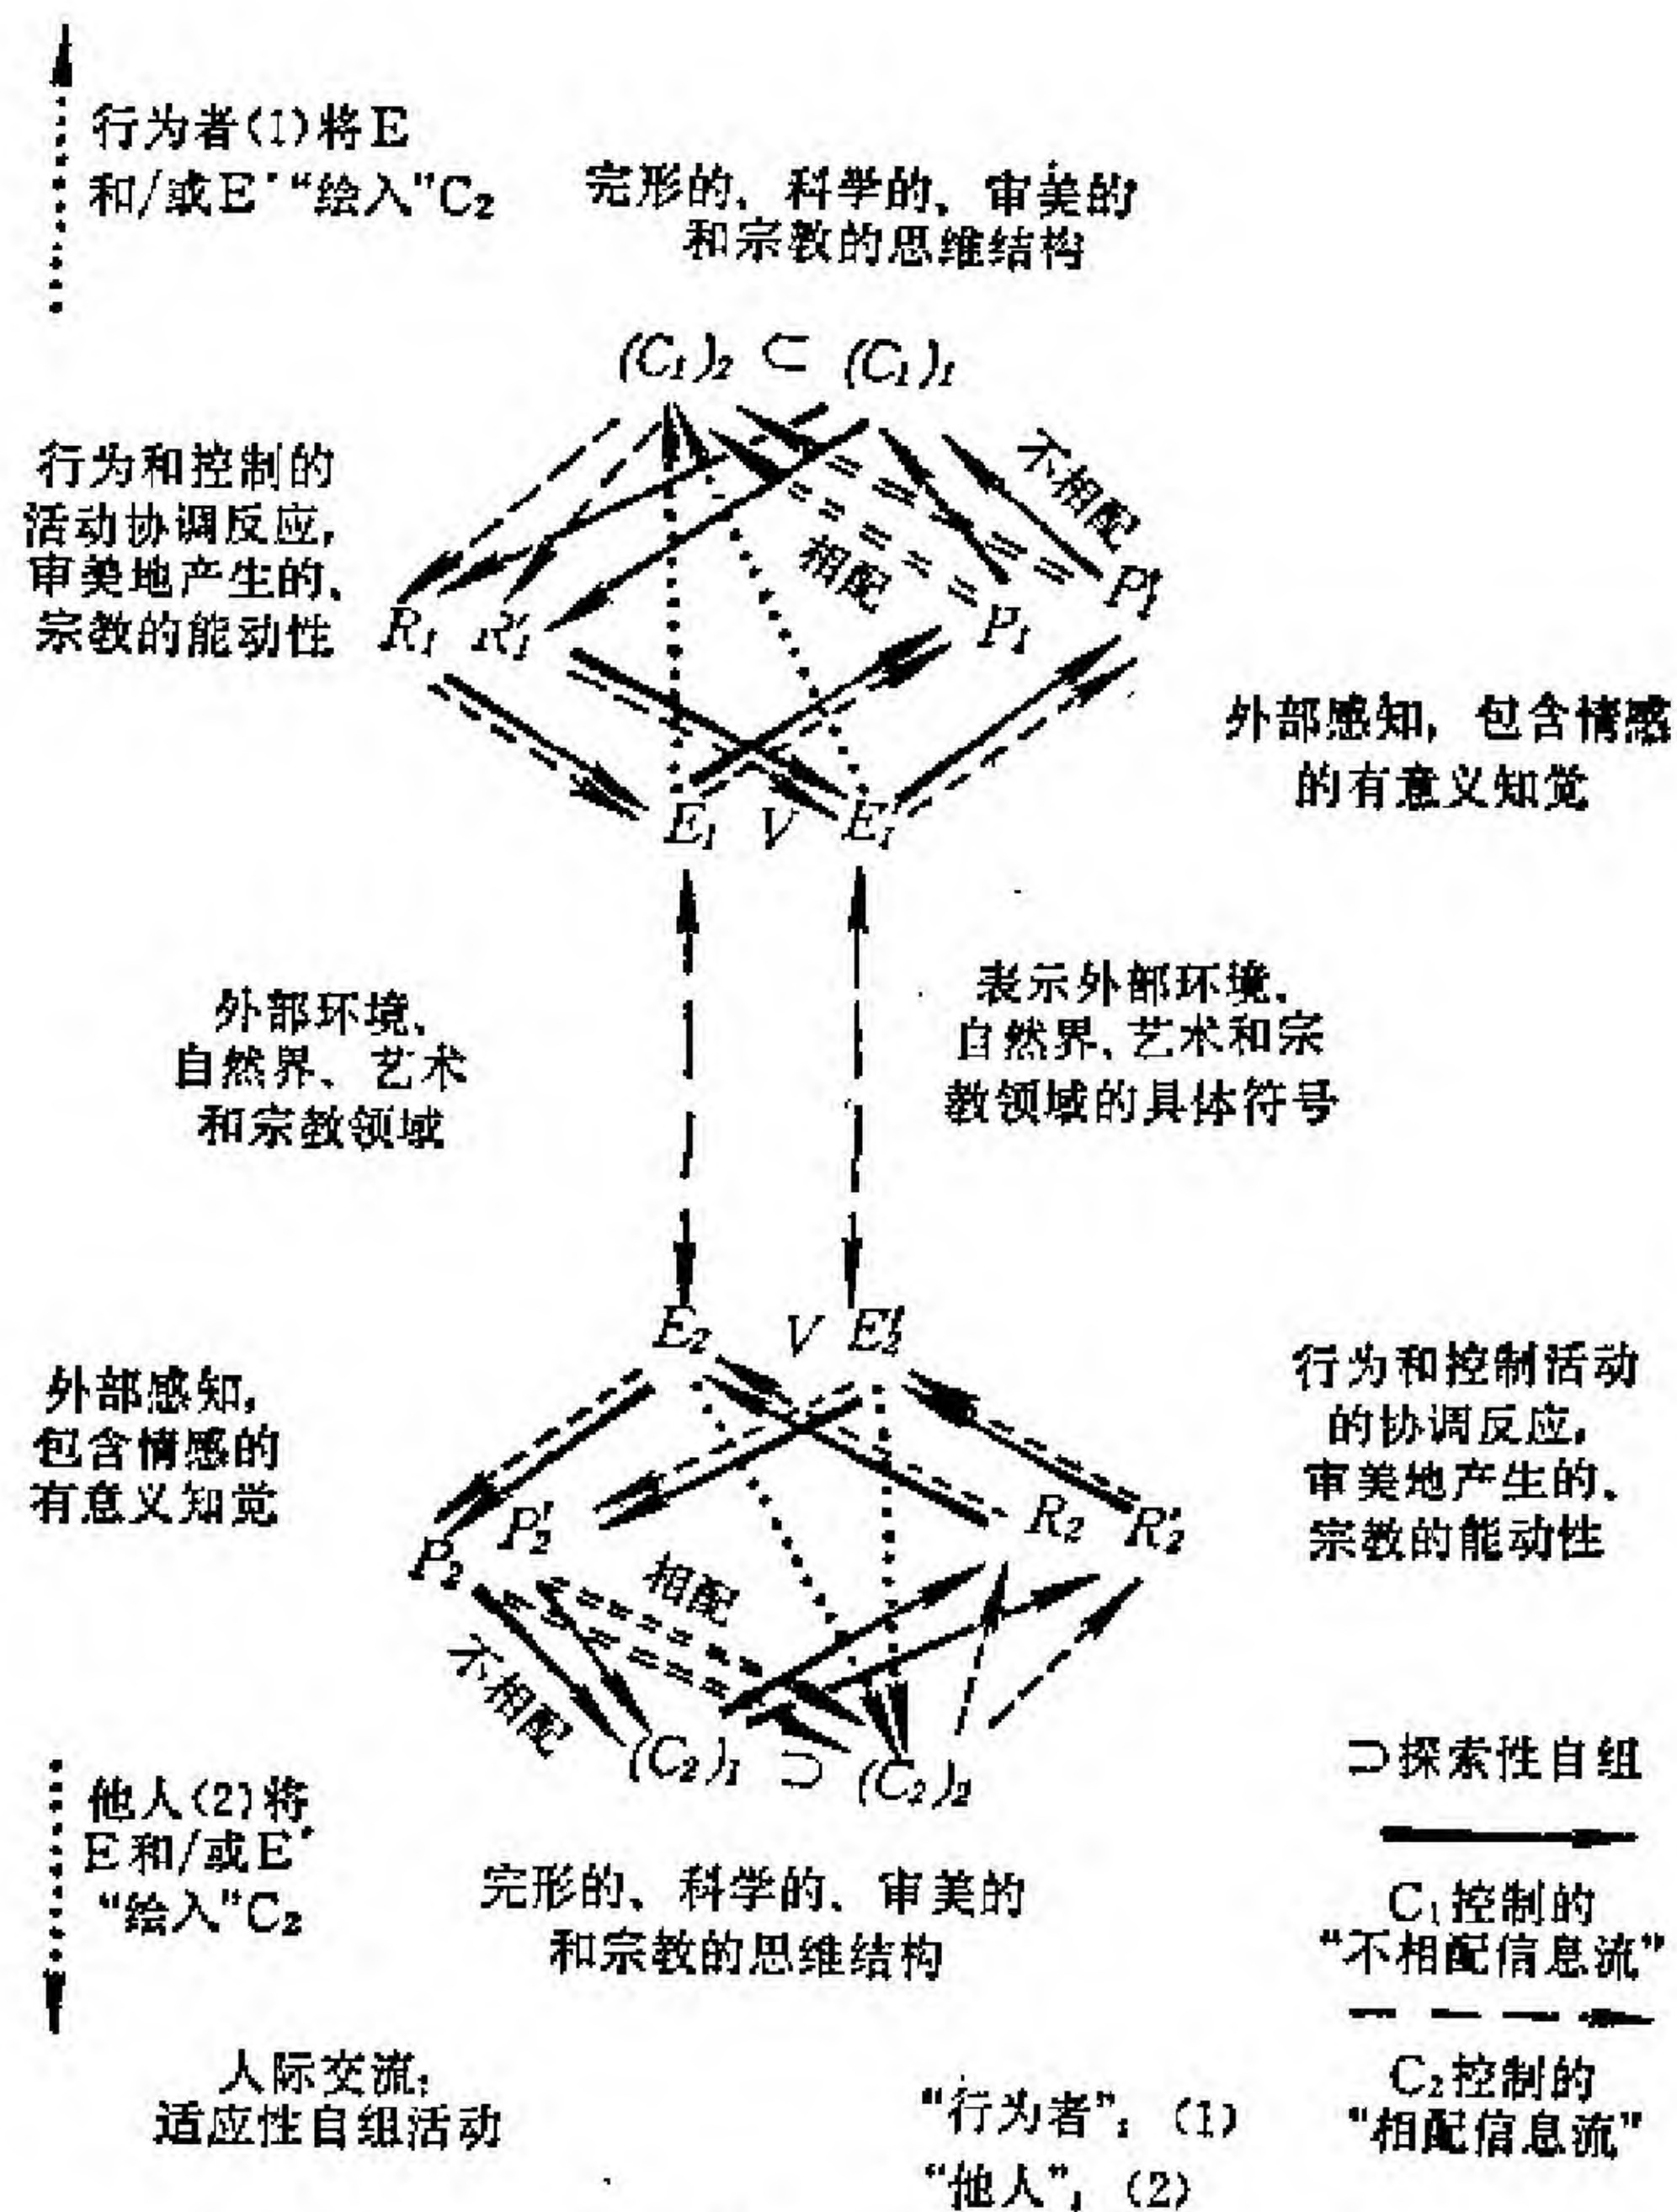 行为者(1)将E
和/或E′“绘入”C₂
完形的、科学的、审美的
和宗教的思维结构
(C₁)₂ ⊂ (C₁)₁
行为和控制的
活动协调反应,
审美地产生的、
宗教的能动性
不相配
相配
R₁ R′₁
P₁
P′₁
外部感知, 包含情感
的有意义知觉
E₁ V E′₁
外部环境、
自然界、艺术
和宗教领域
表示外部环境、
自然界、艺术和宗
教领域的具体符号
E₂ V E′₂
外部感知,
包含情感的
有意义知觉
行为和控制活动
的协调反应,
审美地产生的、
宗教的能动性
P₂
P′₂
R₂
R′₂
相配
不相配
(C₂)₁ ⊃ (C₂)₂
他人(2)将
E和/或E′
“绘入”C₂
完形的、科学的、审美的
和宗教的思维结构
⊃探索性自组
C₁控制的
“不相配信息流”
C₂控制的
“相配信息流”
人际交流:
适应性自组活动
“行为者”: (1)
“他人”: (2)